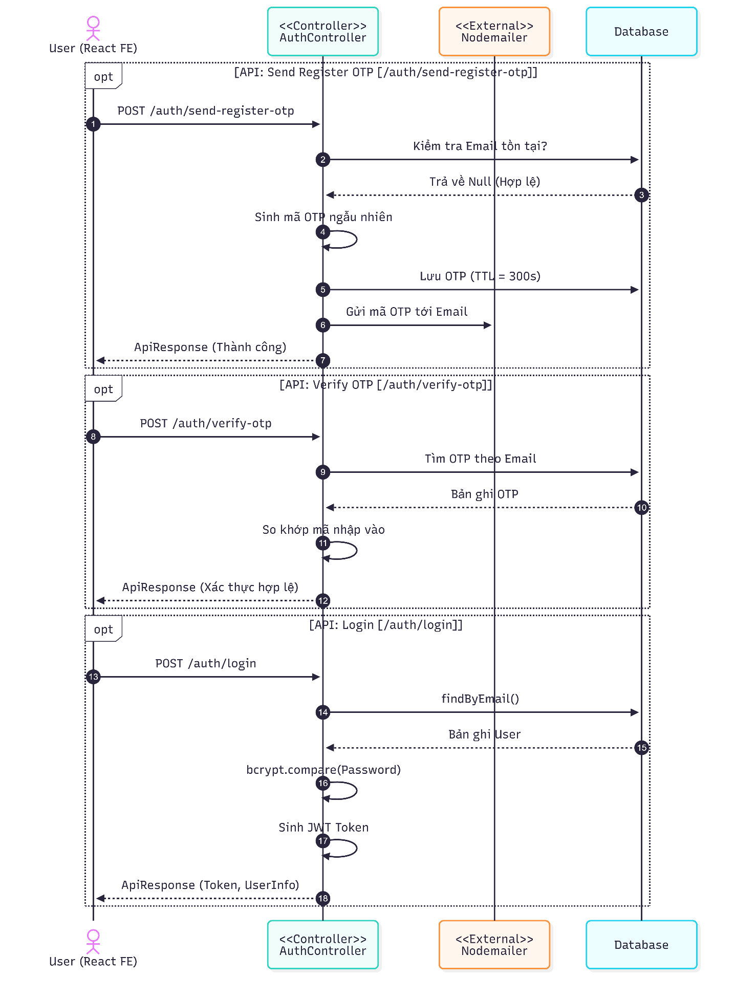 <<Controller>>
AuthController
<<External>>
Nodemailer
Database
User (React FE)
opt
[API: Send Register OTP [/auth/send-register-otp]]
POST /auth/send-register-otp
1
Kiểm tra Email tồn tại?
2
Trả về Null (Hợp lệ)
3
Sinh mã OTP ngẫu nhiên
4
Lưu OTP (TTL = 300s)
5
Gửi mã OTP tới Email
6
ApiResponse (Thành công)
7
opt
[API: Verify OTP [/auth/verify-otp]]
POST /auth/verify-otp
8
Tìm OTP theo Email
9
Bản ghi OTP
10
So khớp mã nhập vào
11
ApiResponse (Xác thực hợp lệ)
12
opt
[API: Login [/auth/login]]
POST /auth/login
13
findByEmail()
14
Bản ghi User
15
bcrypt.compare(Password)
16
Sinh JWT Token
17
ApiResponse (Token, UserInfo)
18
<<Controller>>
AuthController
<<External>>
Nodemailer
Database
User (React FE)